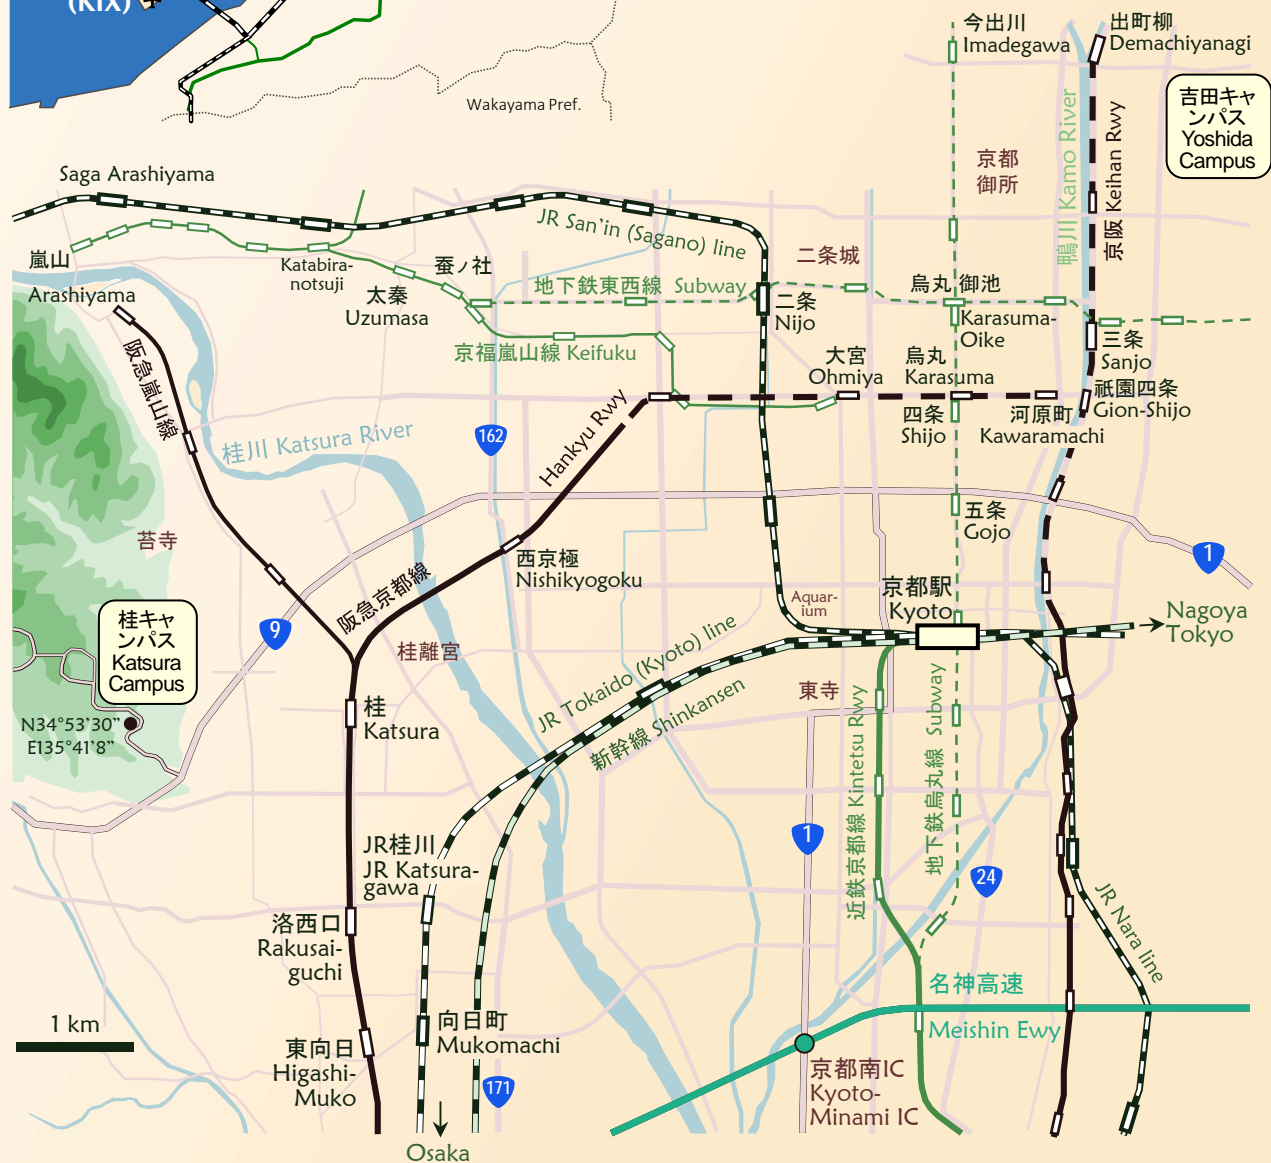 (KIX)
Wakayama Pref.
今出川
Imadegawa
出町柳
Demachiyanagi
吉田キャ
ンパス
Yoshida
Campus
京都
御所
鴨川 Kamo River
京阪 Keihan Rwy
Saga Arashiyama
JR San'in (Sagano) line
嵐山
Arashiyama
Katabira-
notsuji
太秦
Uzumasa
蚕ノ社
地下鉄東西線 Subway
二条城
二条
Nijo
烏丸 御池
Karasuma-
Oike
三条
Sanjo
京福嵐山線 Keifuku
阪急嵐山線
大宮
Ohmiya
烏丸
Karasuma
四条
Shijo
河原町
Kawaramachi
祇園四条
Gion-Shijo
桂川 Katsura River
162
Hankyu Rwy
五条
Gojo
1
苔寺
西京極
Nishikyogoku
阪急京都線
9
桂キャ
ンパス
Katsura
Campus
N34°53'30”
E135°41'8”
桂離宮
桂
Katsura
Aquar-
ium
京都駅
Kyoto
Nagoya
Tokyo
JR Tokaido (Kyoto) line
新幹線 Shinkansen
東寺
近鉄京都線 Kintetsu Rwy
地下鉄烏丸線 Subway
1
24
JR桂川
JR Katsura-
gawa
JR Nara line
洛西口
Rakusai-
guchi
名神高速
Meishin Ewy
1 km
東向日
Higashi-
Muko
向日町
Mukomachi
171
京都南IC
Kyoto-
Minami IC
Osaka